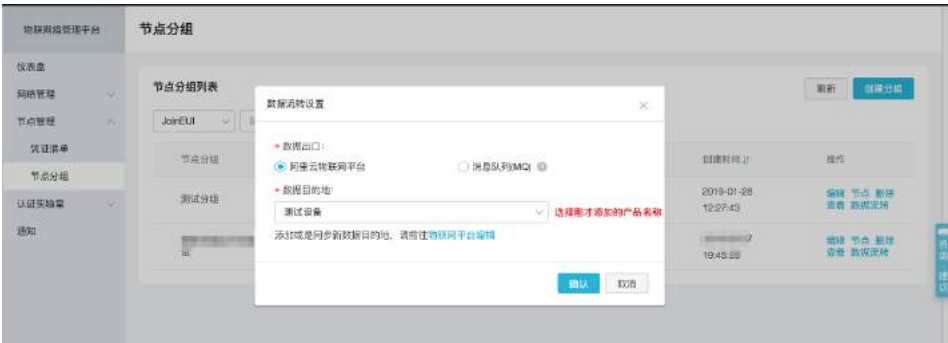 物联网络管理平台
节点分组
仪表盘
网络管理
节点管理
凭证清单
节点分组
认证实验室
通知
节点分组列表
刷新
创建分组
JoinEUI
节点分组
创建时间
操作
测试分组
2019-01-28
12:27:43
编辑 节点 删除
查看 数据流转
19:45:
编辑 节点 删除
查看 数据流转
数据流转设置
* 数据出口:
阿里云物联网平台
消息队列(MQ)
* 数据目的地:
测试设备
选择刚才添加的产品名称
添加或是同步新数据目的地，请前往物联网平台编辑
确认
取消